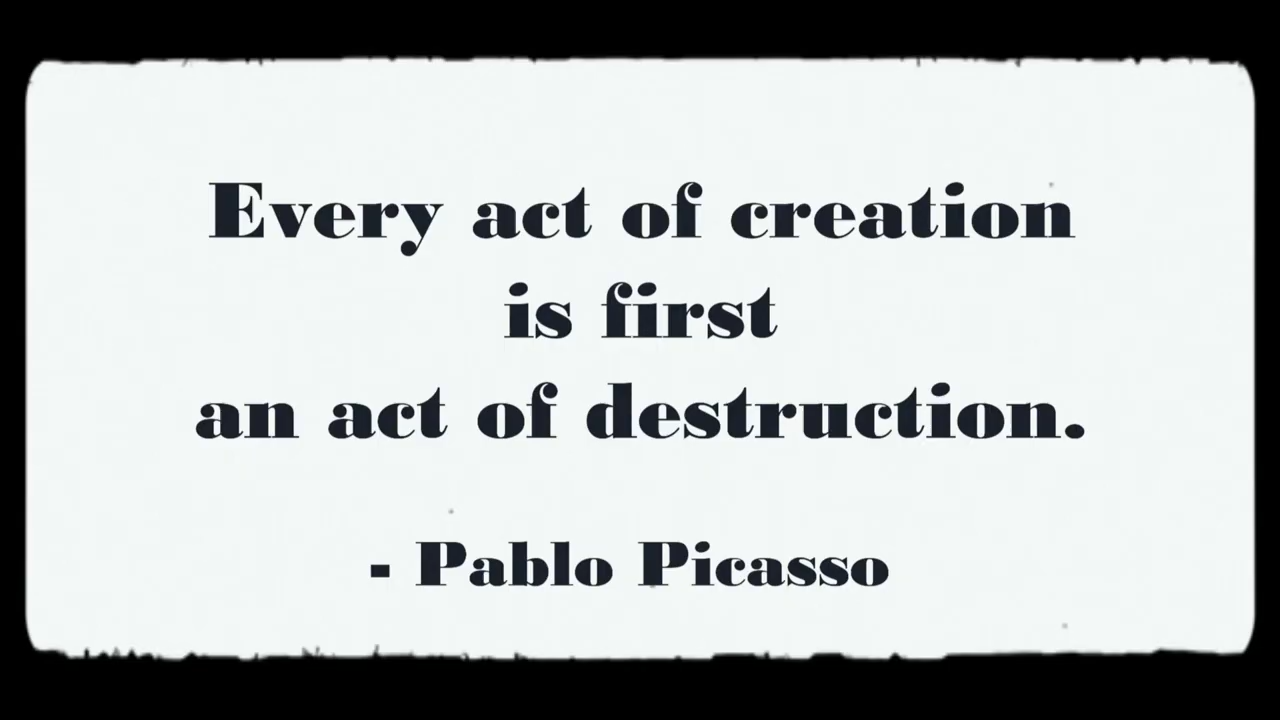 Every act of creation
is first
an act of destruction.
- Pablo Picasso